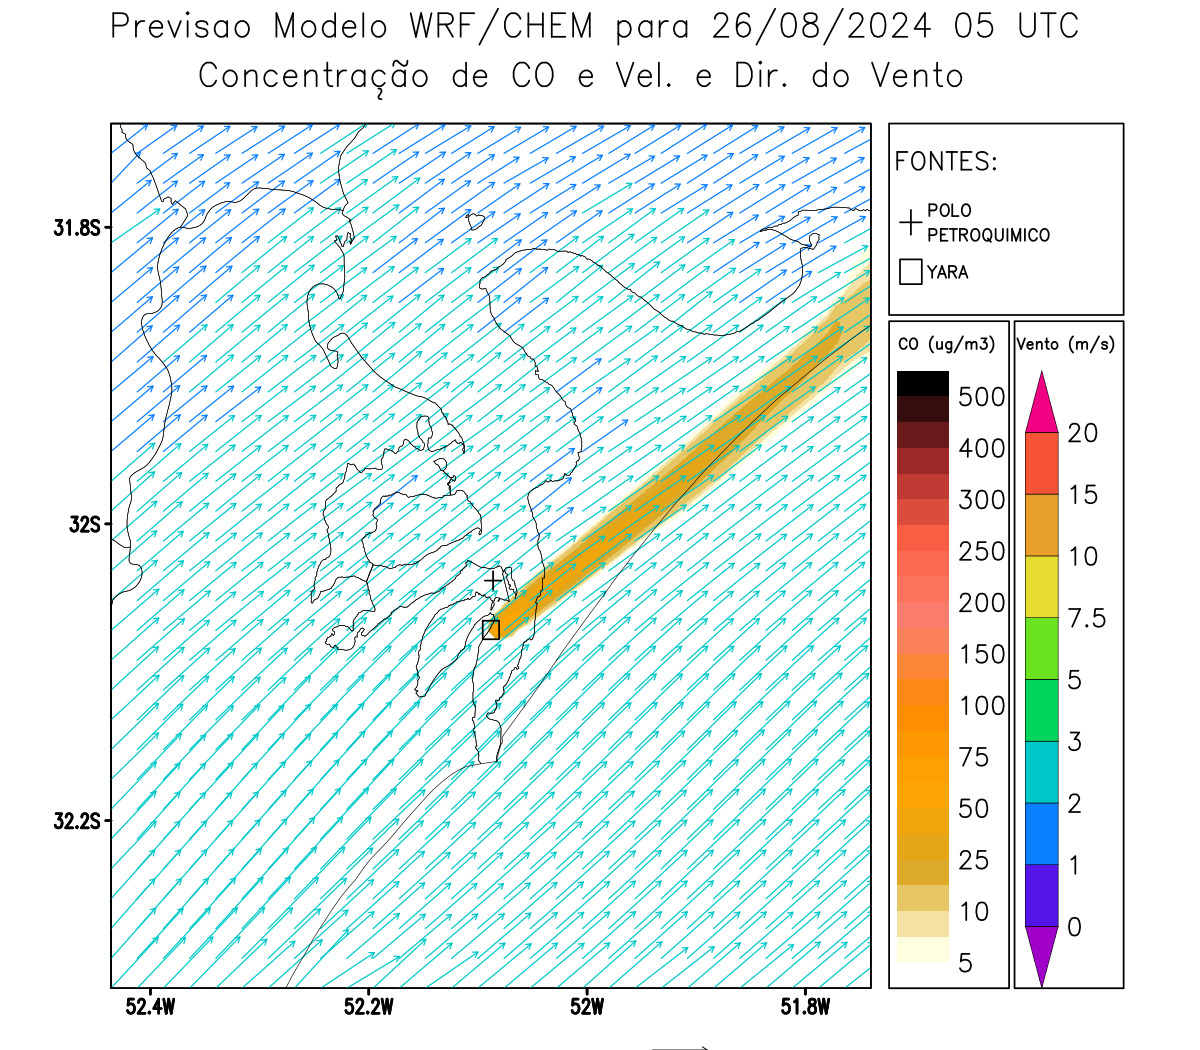 Previsao Modelo WRF/CHEM para 26/08/2024 05 UTC
Concentração de CO e Vel. e Dir. do Vento
FONTES:
POLO
PETROQUIMICO
YARA
CO (ug/m3)
500
400
300
250
200
150
100
75
50
25
10
5
Vento (m/s)
20
15
10
7.5
5
3
2
1
0
31.8S
32S
32.2S
52.4W
52.2W
52W
51.8W